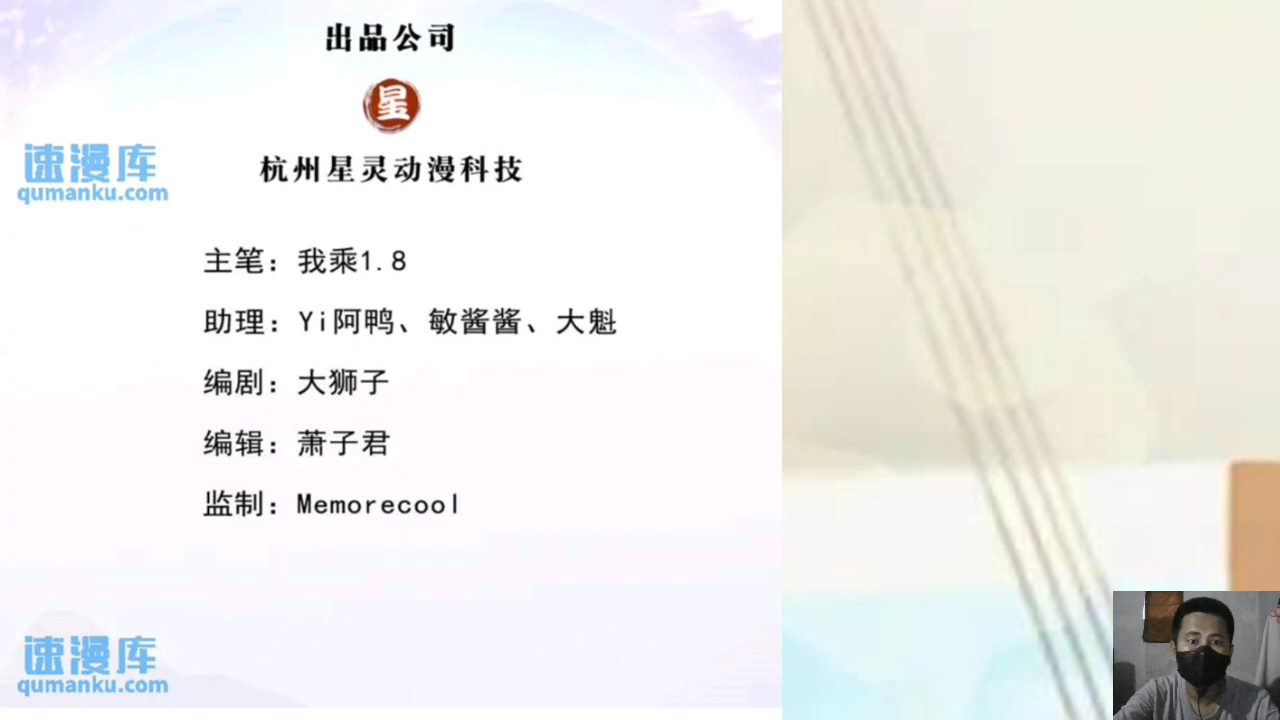 出品公司
星
杭州星灵动漫科技
速漫库
qumanku.com
主笔：我乘1.8
助理：Yi阿鸭、敏酱酱、大魁
编剧：大狮子
编辑：萧子君
监制：Memorecool
速漫库
qumanku.com